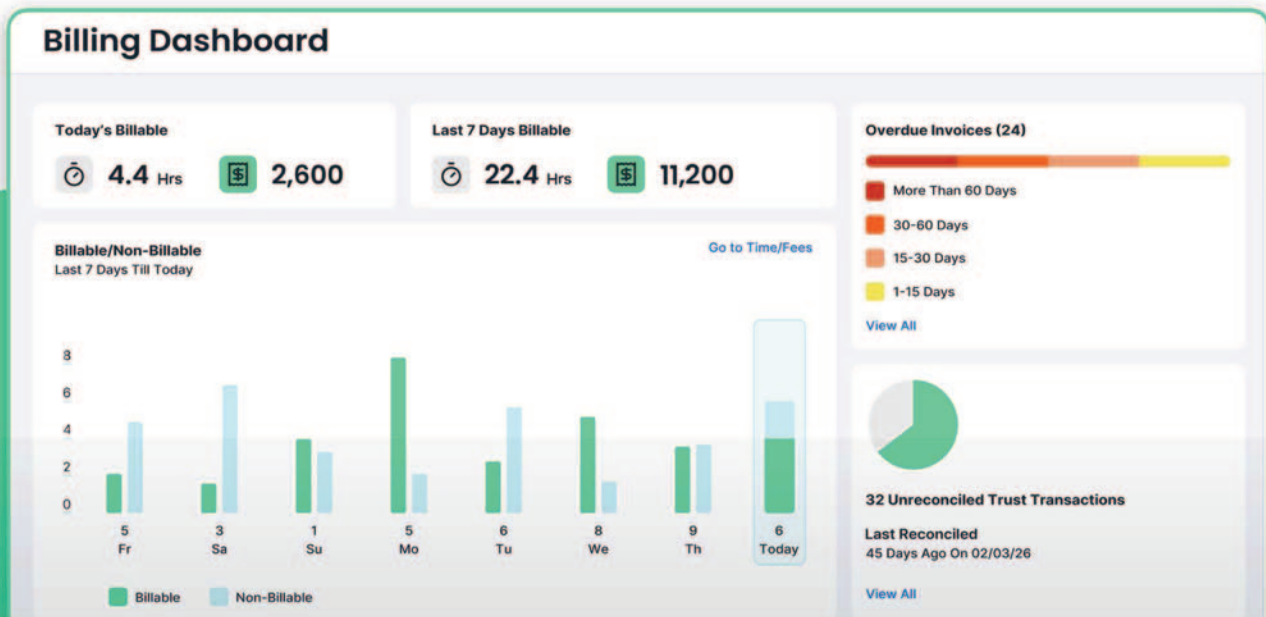 Billing Dashboard
Today's Billable
4.4 Hrs $ 2,600
Last 7 Days Billable
22.4 Hrs $ 11,200
Billable/Non-Billable
Last 7 Days Till Today
Go to Time/Fees
8
6
4
2
0
5 3 1 5 6 8 9 6
Fr Sa Su Mo Tu We Th Today
Billable Non-Billable
Overdue Invoices (24)
More Than 60 Days
30-60 Days
15-30 Days
1-15 Days
View All
32 Unreconciled Trust Transactions
Last Reconciled
45 Days Ago On 02/03/26
View All